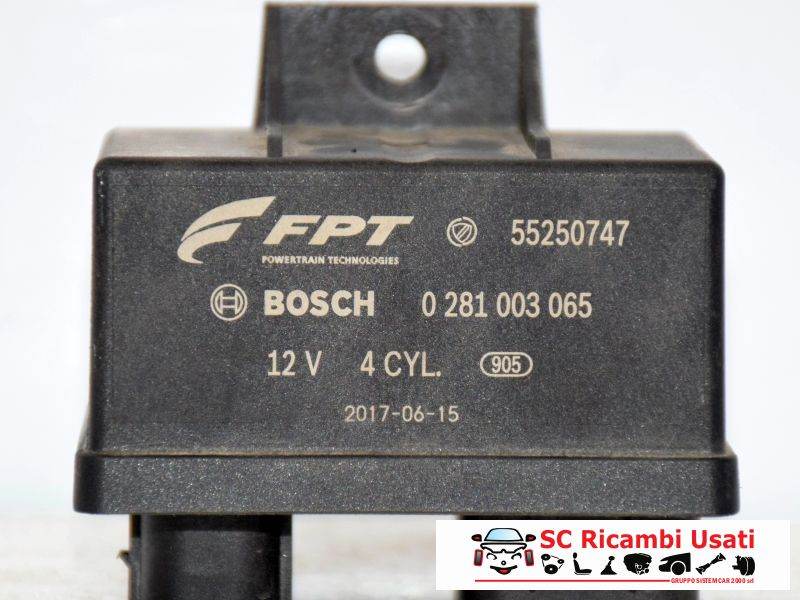 FPT 55250747
POWERTRAIN TECHNOLOGIES
BOSCH 0 281 003 065
12 V 4 CYL. 905
2017-06-15
SC Ricambi Usati
GRUPPO SISTEMCAR 2000 srl